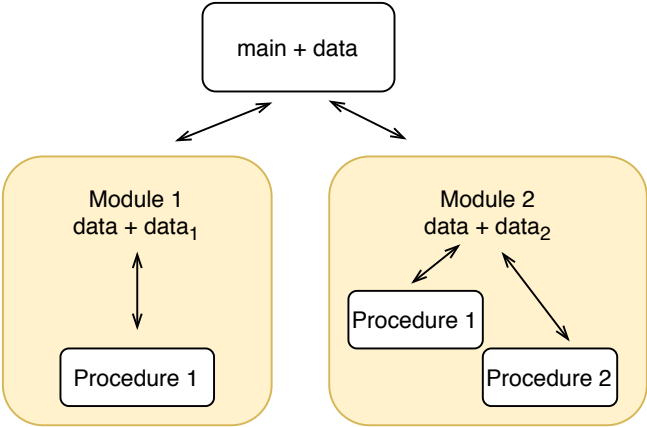 main + data
Module 1
data + data₁
Procedure 1
Module 2
data + data₂
Procedure 1
Procedure 2